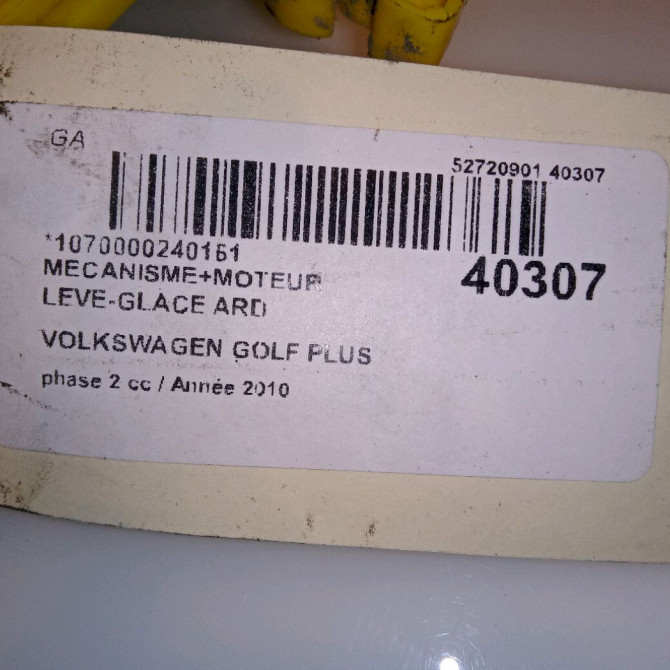 GA
52720901 40307
*1070000240161
40307
MECANISME+MOTEUR
LEVE-GLACE ARD
VOLKSWAGEN GOLF PLUS
phase 2 cc / Année 2010